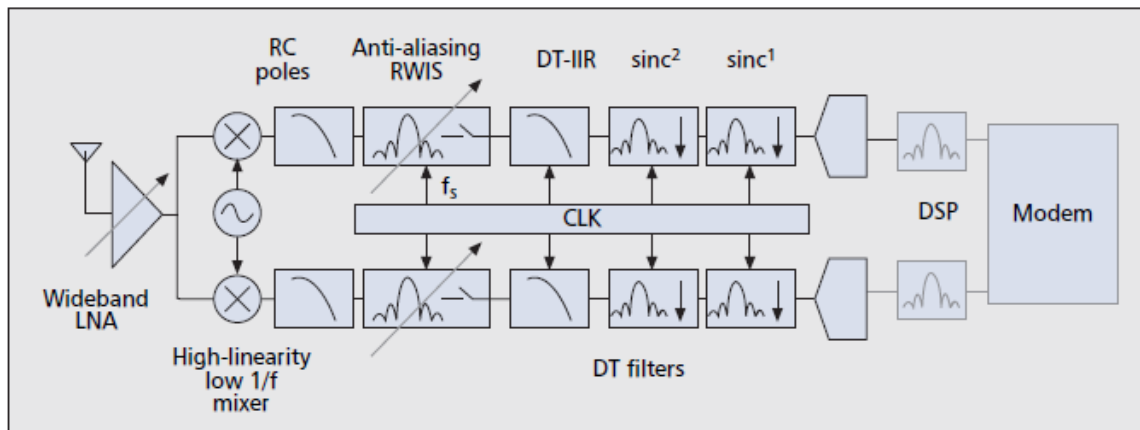 RC
poles
Anti-aliasing
RWIS
DT-IIR
sinc²
sinc¹
fₛ
CLK
DSP
Modem
Wideband
LNA
High-linearity
low 1/f
mixer
DT filters